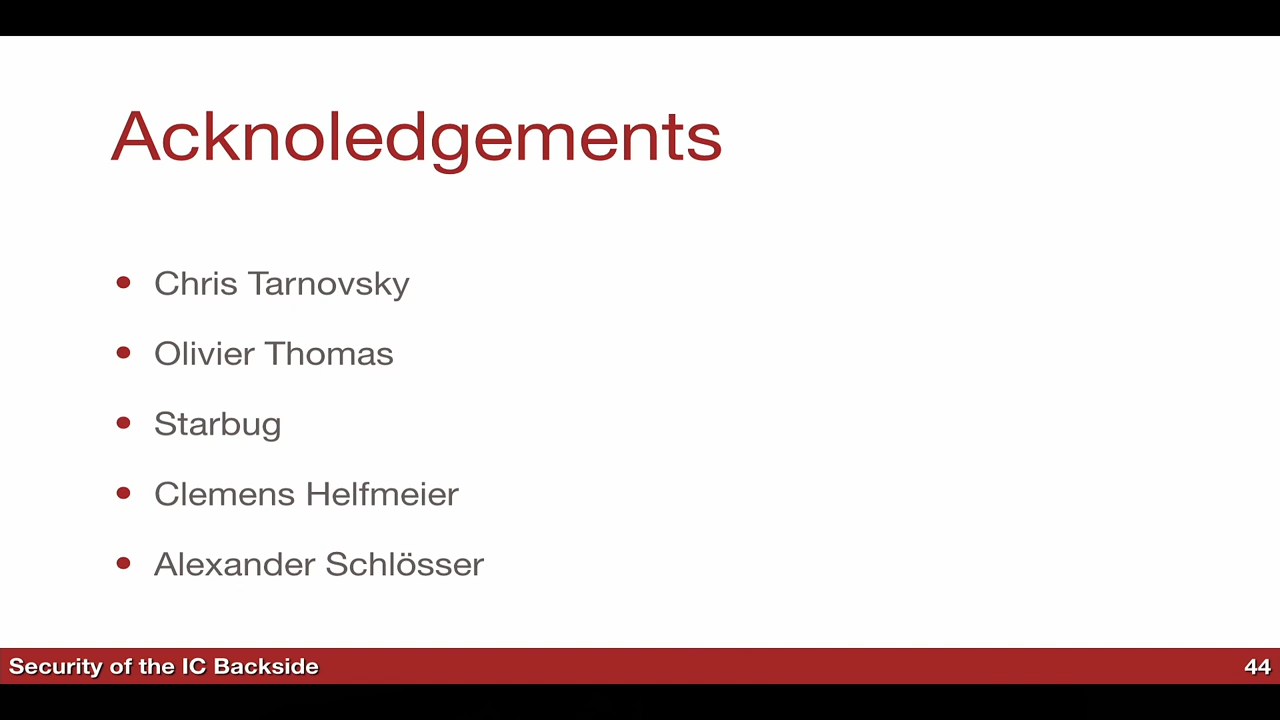 Acknoledgements
• Chris Tarnovsky
• Olivier Thomas
• Starbug
• Clemens Helfmeier
• Alexander Schlösser
Security of the IC Backside 44